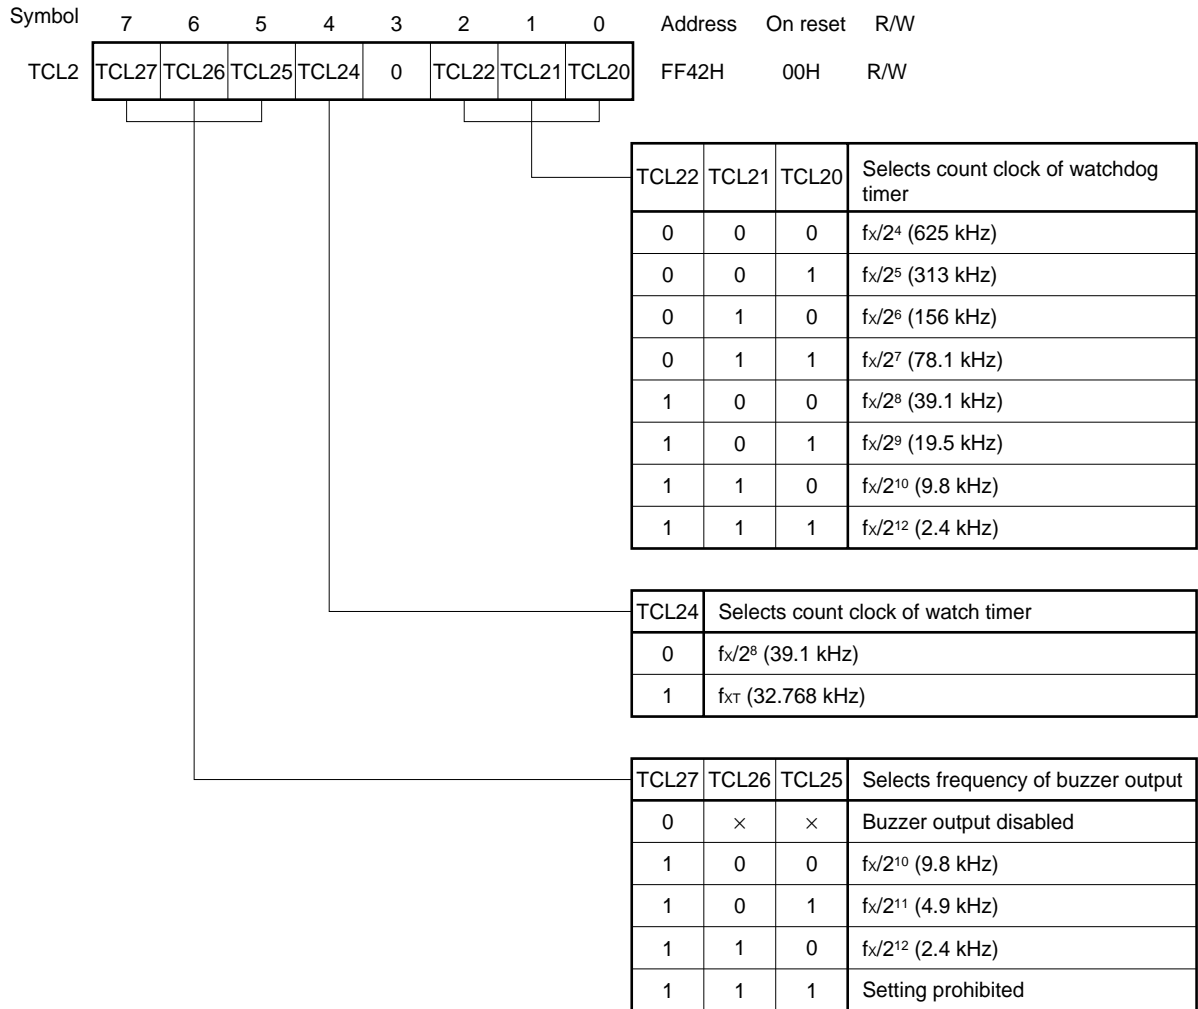 Symbol 7 6 5 4 3 2 1 0 Address On reset R/W
TCL2 TCL27 TCL26 TCL25 TCL24 0 TCL22 TCL21 TCL20 FF42H 00H R/W
TCL22 TCL21 TCL20 Selects count clock of watchdog
timer
0 0 0 fx/2⁴ (625 kHz)
0 0 1 fx/2⁵ (313 kHz)
0 1 0 fx/2⁶ (156 kHz)
0 1 1 fx/2⁷ (78.1 kHz)
1 0 0 fx/2⁸ (39.1 kHz)
1 0 1 fx/2⁹ (19.5 kHz)
1 1 0 fx/2¹⁰ (9.8 kHz)
1 1 1 fx/2¹² (2.4 kHz)
TCL24 Selects count clock of watch timer
0 fx/2⁸ (39.1 kHz)
1 fXT (32.768 kHz)
TCL27 TCL26 TCL25 Selects frequency of buzzer output
0 × × Buzzer output disabled
1 0 0 fx/2¹⁰ (9.8 kHz)
1 0 1 fx/2¹¹ (4.9 kHz)
1 1 0 fx/2¹² (2.4 kHz)
1 1 1 Setting prohibited